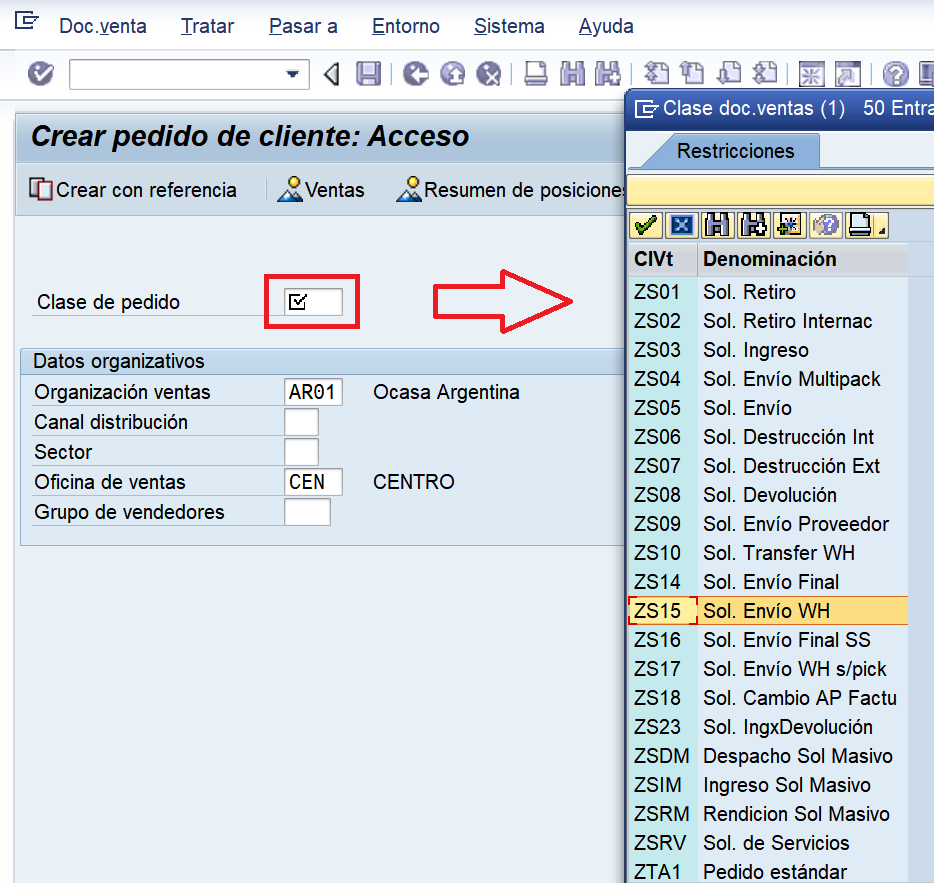 Doc.venta Tratar Pasar a Entorno Sistema Ayuda
Crear pedido de cliente: Acceso
Crear con referencia Ventas Resumen de posiciones
Clase de pedido
Datos organizativos
Organización ventas AR01 Ocasa Argentina
Canal distribución
Sector
Oficina de ventas CEN CENTRO
Grupo de vendedores
Clase doc.ventas (1) 50 Entra
Restricciones
ClVt Denominación
ZS01 Sol. Retiro
ZS02 Sol. Retiro Internac
ZS03 Sol. Ingreso
ZS04 Sol. Envío Multipack
ZS05 Sol. Envío
ZS06 Sol. Destrucción Int
ZS07 Sol. Destrucción Ext
ZS08 Sol. Devolución
ZS09 Sol. Envío Proveedor
ZS10 Sol. Transfer WH
ZS14 Sol. Envío Final
ZS15 Sol. Envío WH
ZS16 Sol. Envío Final SS
ZS17 Sol. Envío WH s/pick
ZS18 Sol. Cambio AP Factu
ZS23 Sol. IngxDevolución
ZSDM Despacho Sol Masivo
ZSIM Ingreso Sol Masivo
ZSRM Rendicion Sol Masivo
ZSRV Sol. de Servicios
ZTA1 Pedido estándar